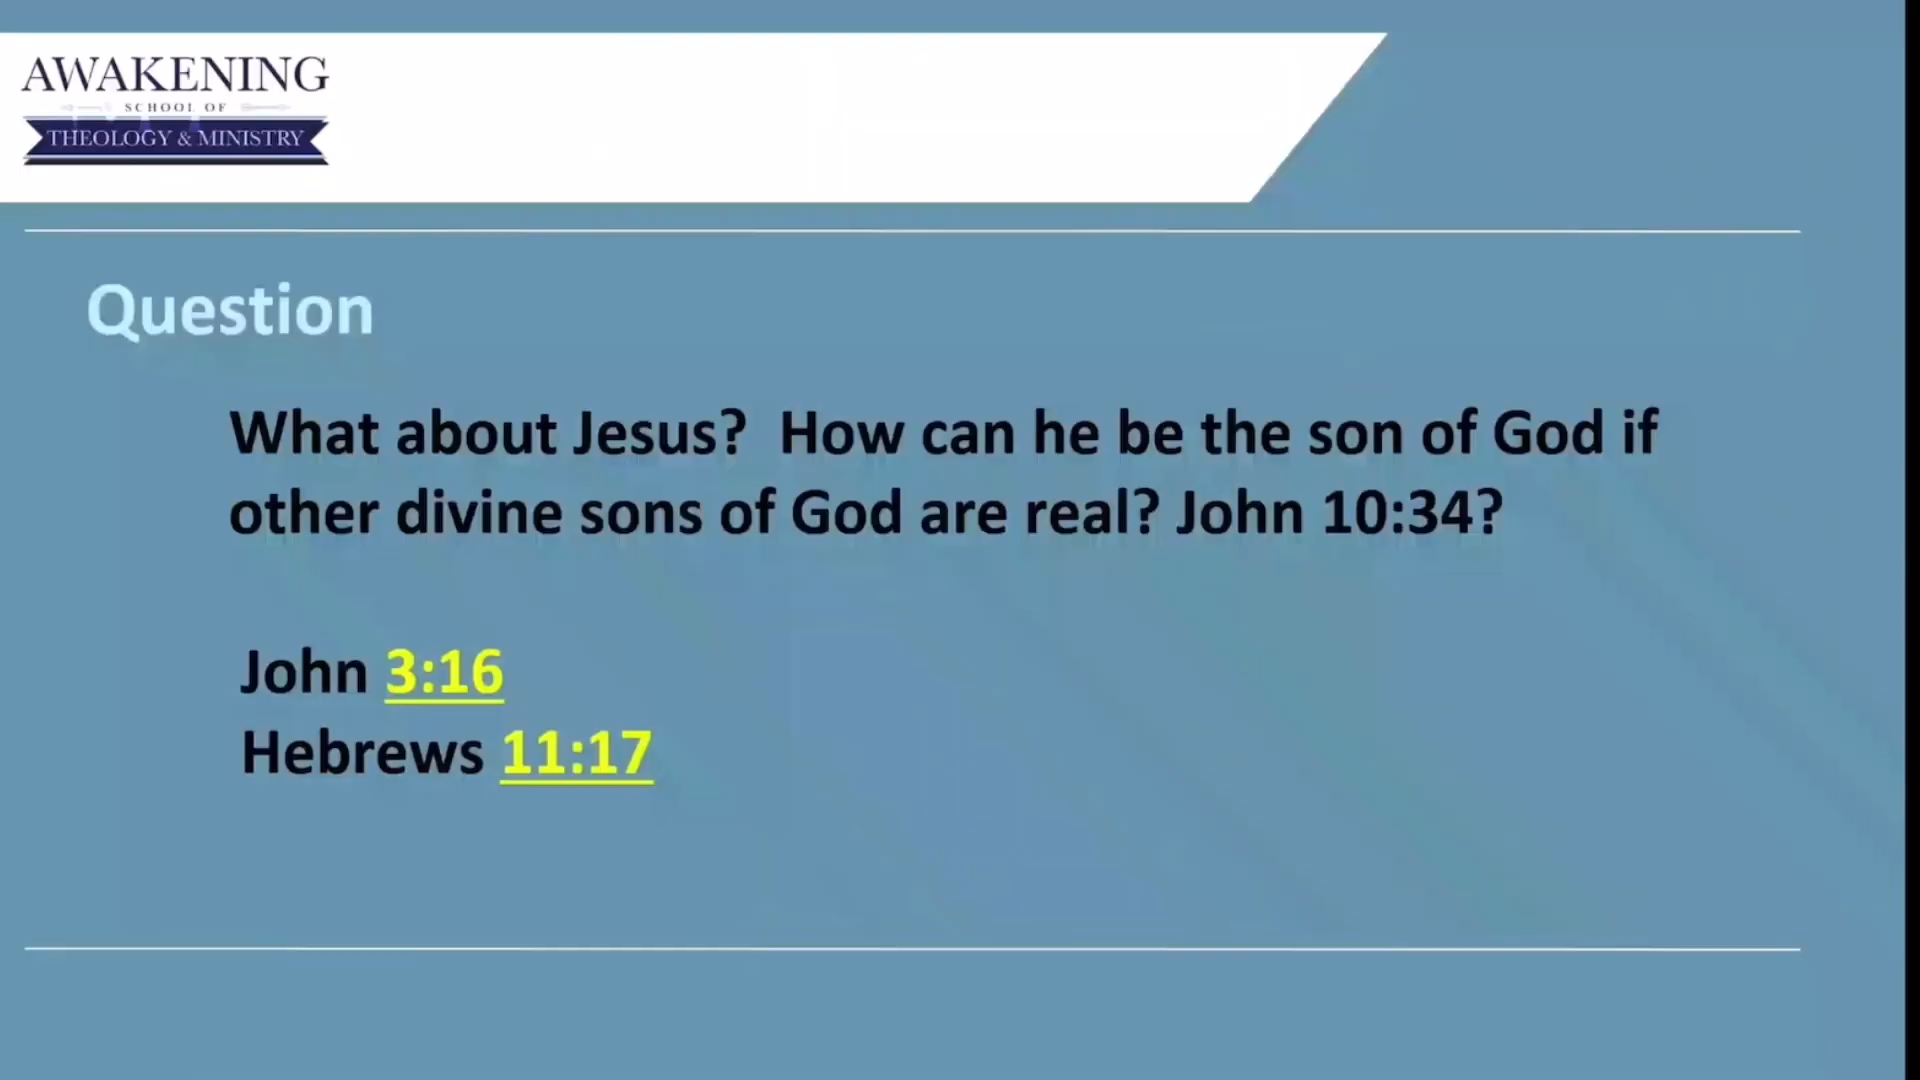 AWAKENING
SCHOOL OF
THEOLOGY & MINISTRY
Question
What about Jesus?  How can he be the son of God if
other divine sons of God are real? John 10:34?
John 3:16
Hebrews 11:17